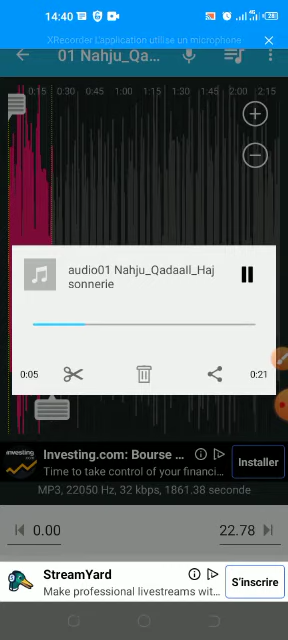 14:40
4G
28
XRecorder L'application utilise un microphone
01 Nahju_Qa...
0:15 0:30 0:45 1:00 1:15 1:30 1:45 2:00 2:15
audio01 Nahju_Qadaall_Haj
sonnerie
0:05
0:21
Investing.com: Bourse ...
Time to take control of your financi...
Installer
investing
MP3, 22050 Hz, 32 kbps, 1861.38 seconde
0.00
22.78
StreamYard
Make professional livestreams wit...
S'inscrire